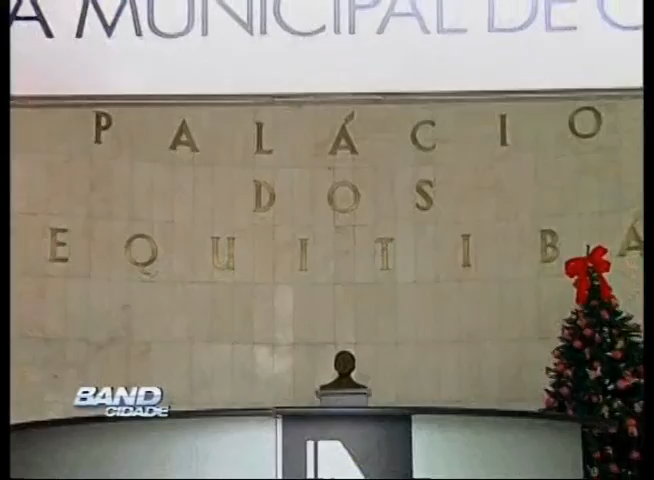 A MUNICIPAL DE C
PALÁCIO
DOS
EQUITIBÁ
BAND
CIDADE